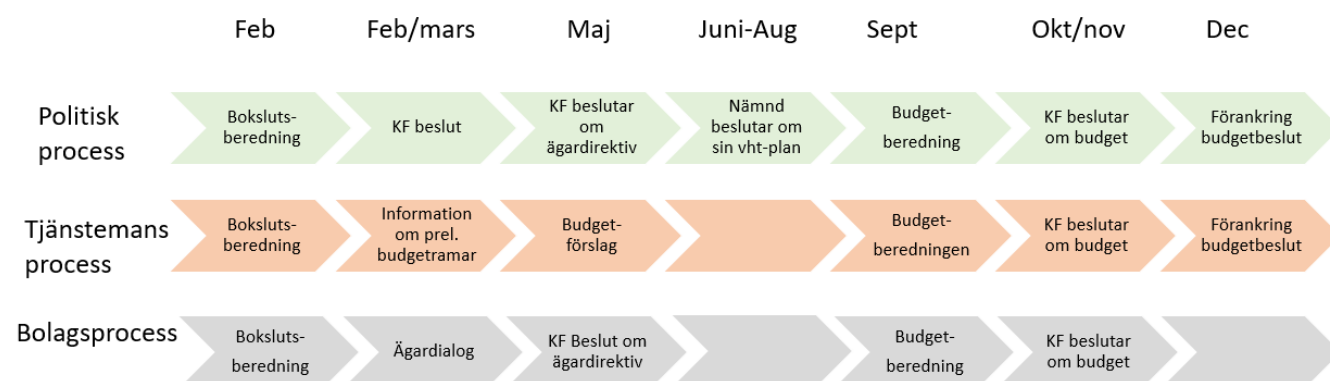 Feb Feb/mars Maj Juni-Aug Sept Okt/nov Dec
Politisk
process
Boksluts-
beredning
KF beslut
KF beslutar
om
ägardirektiv
Nämnd
beslutar om
sin vht-plan
Budget-
beredning
KF beslutar
om budget
Förankring
budgetbeslut
Tjänstemans
process
Boksluts-
beredning
Information
om prel.
budgetramar
Budget-
förslag
Budget-
beredningen
KF beslutar
om budget
Förankring
budgetbeslut
Bolagsprocess
Boksluts-
beredning
Ägardialog
KF Beslut om
ägardirektiv
Budget-
beredning
KF beslutar
om budget